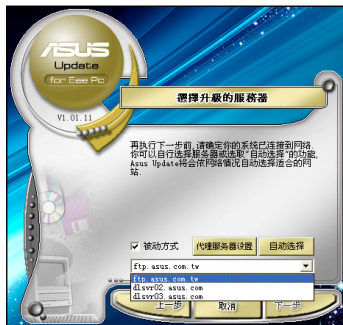 ASUS
Update
for Eee Pc
V1.01.11
選擇升級的服務器
再执行下一步前,请确定你的系统已连接到网络.
你可以自行选择服务器或选取"自动选择"的功能,
Asus Update将会依网络情况自动选择适合的网
站.
被动方式
代理服务器设置
自动选择
ftp.asus.com.tw
ftp.asus.com.tw
dlsvr02.asus.com
dlsvr03.asus.com
上一步
取消
下一步